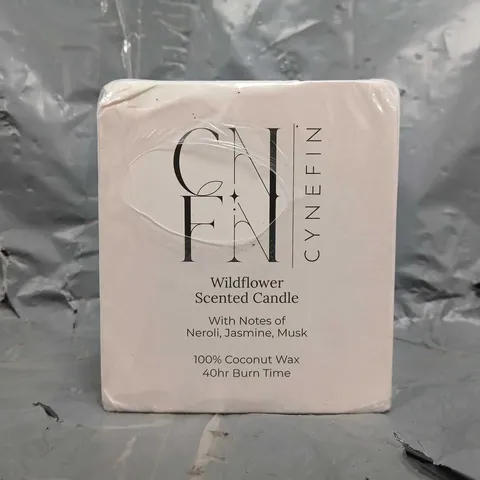 CN
FN
CYNEFIN
Wildflower
Scented Candle
With Notes of
Neroli, Jasmine, Musk
100% Coconut Wax
40hr Burn Time